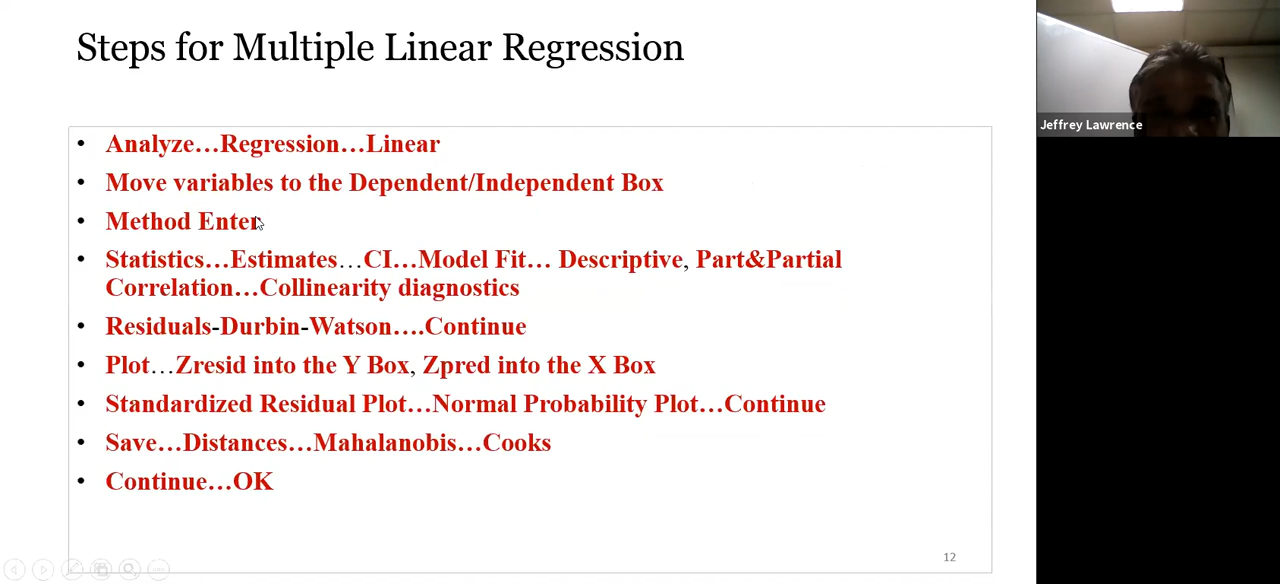 Steps for Multiple Linear Regression
Jeffrey Lawrence
• Analyze…Regression…Linear
• Move variables to the Dependent/Independent Box
• Method Enter
• Statistics…Estimates…CI…Model Fit… Descriptive, Part&Partial
Correlation…Collinearity diagnostics
• Residuals-Durbin-Watson….Continue
• Plot…Zresid into the Y Box, Zpred into the X Box
• Standardized Residual Plot…Normal Probability Plot…Continue
• Save…Distances…Mahalanobis…Cooks
• Continue…OK
12